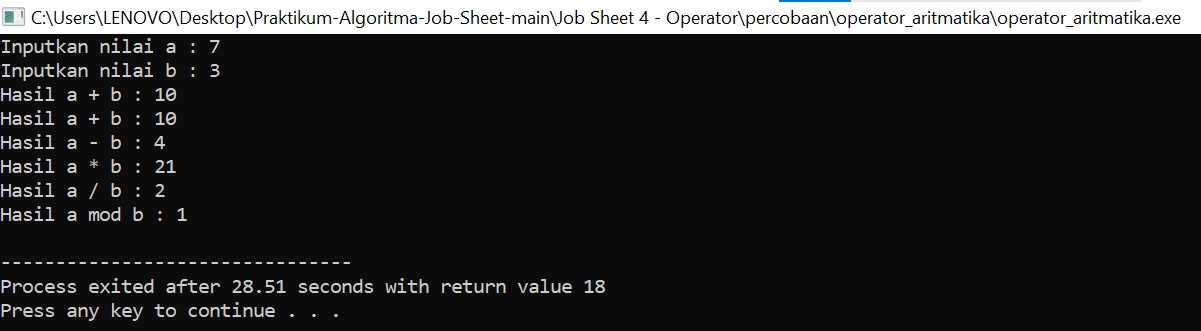 C:\Users\LENOVO\Desktop\Praktikum-Algoritma-Job-Sheet-main\Job Sheet 4 - Operator\percobaan\operator_aritmatika\operator_aritmatika.exe
Inputkan nilai a : 7
Inputkan nilai b : 3
Hasil a + b : 10
Hasil a + b : 10
Hasil a - b : 4
Hasil a * b : 21
Hasil a / b : 2
Hasil a mod b : 1
--------------------------------
Process exited after 28.51 seconds with return value 18
Press any key to continue . . .